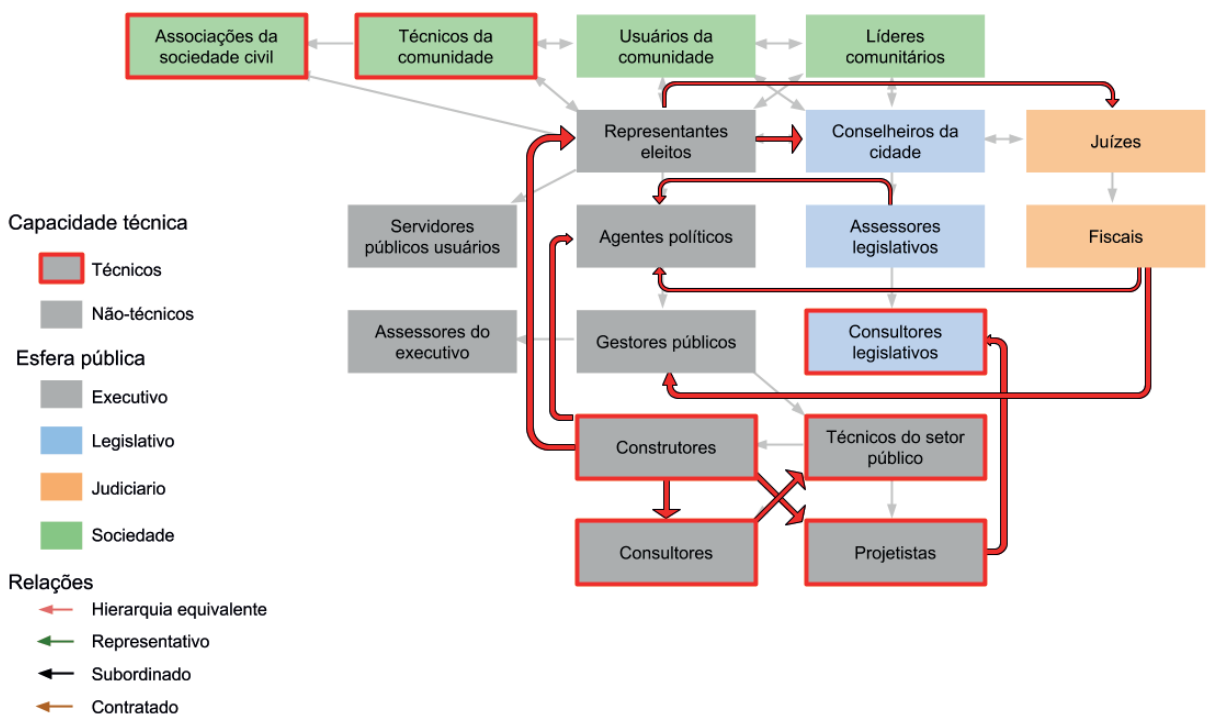 Associações da
sociedade civil
Técnicos da
comunidade
Usuários da
comunidade
Líderes
comunitários
Representantes
eleitos
Conselheiros da
cidade
Juízes
Servidores
públicos usuários
Agentes políticos
Assessores
legislativos
Fiscais
Assessores do
executivo
Gestores públicos
Consultores
legislativos
Construtores
Técnicos do setor
público
Consultores
Projetistas
Capacidade técnica
Técnicos
Não-técnicos
Esfera pública
Executivo
Legislativo
Judiciario
Sociedade
Relações
Hierarquia equivalente
Representativo
Subordinado
Contratado